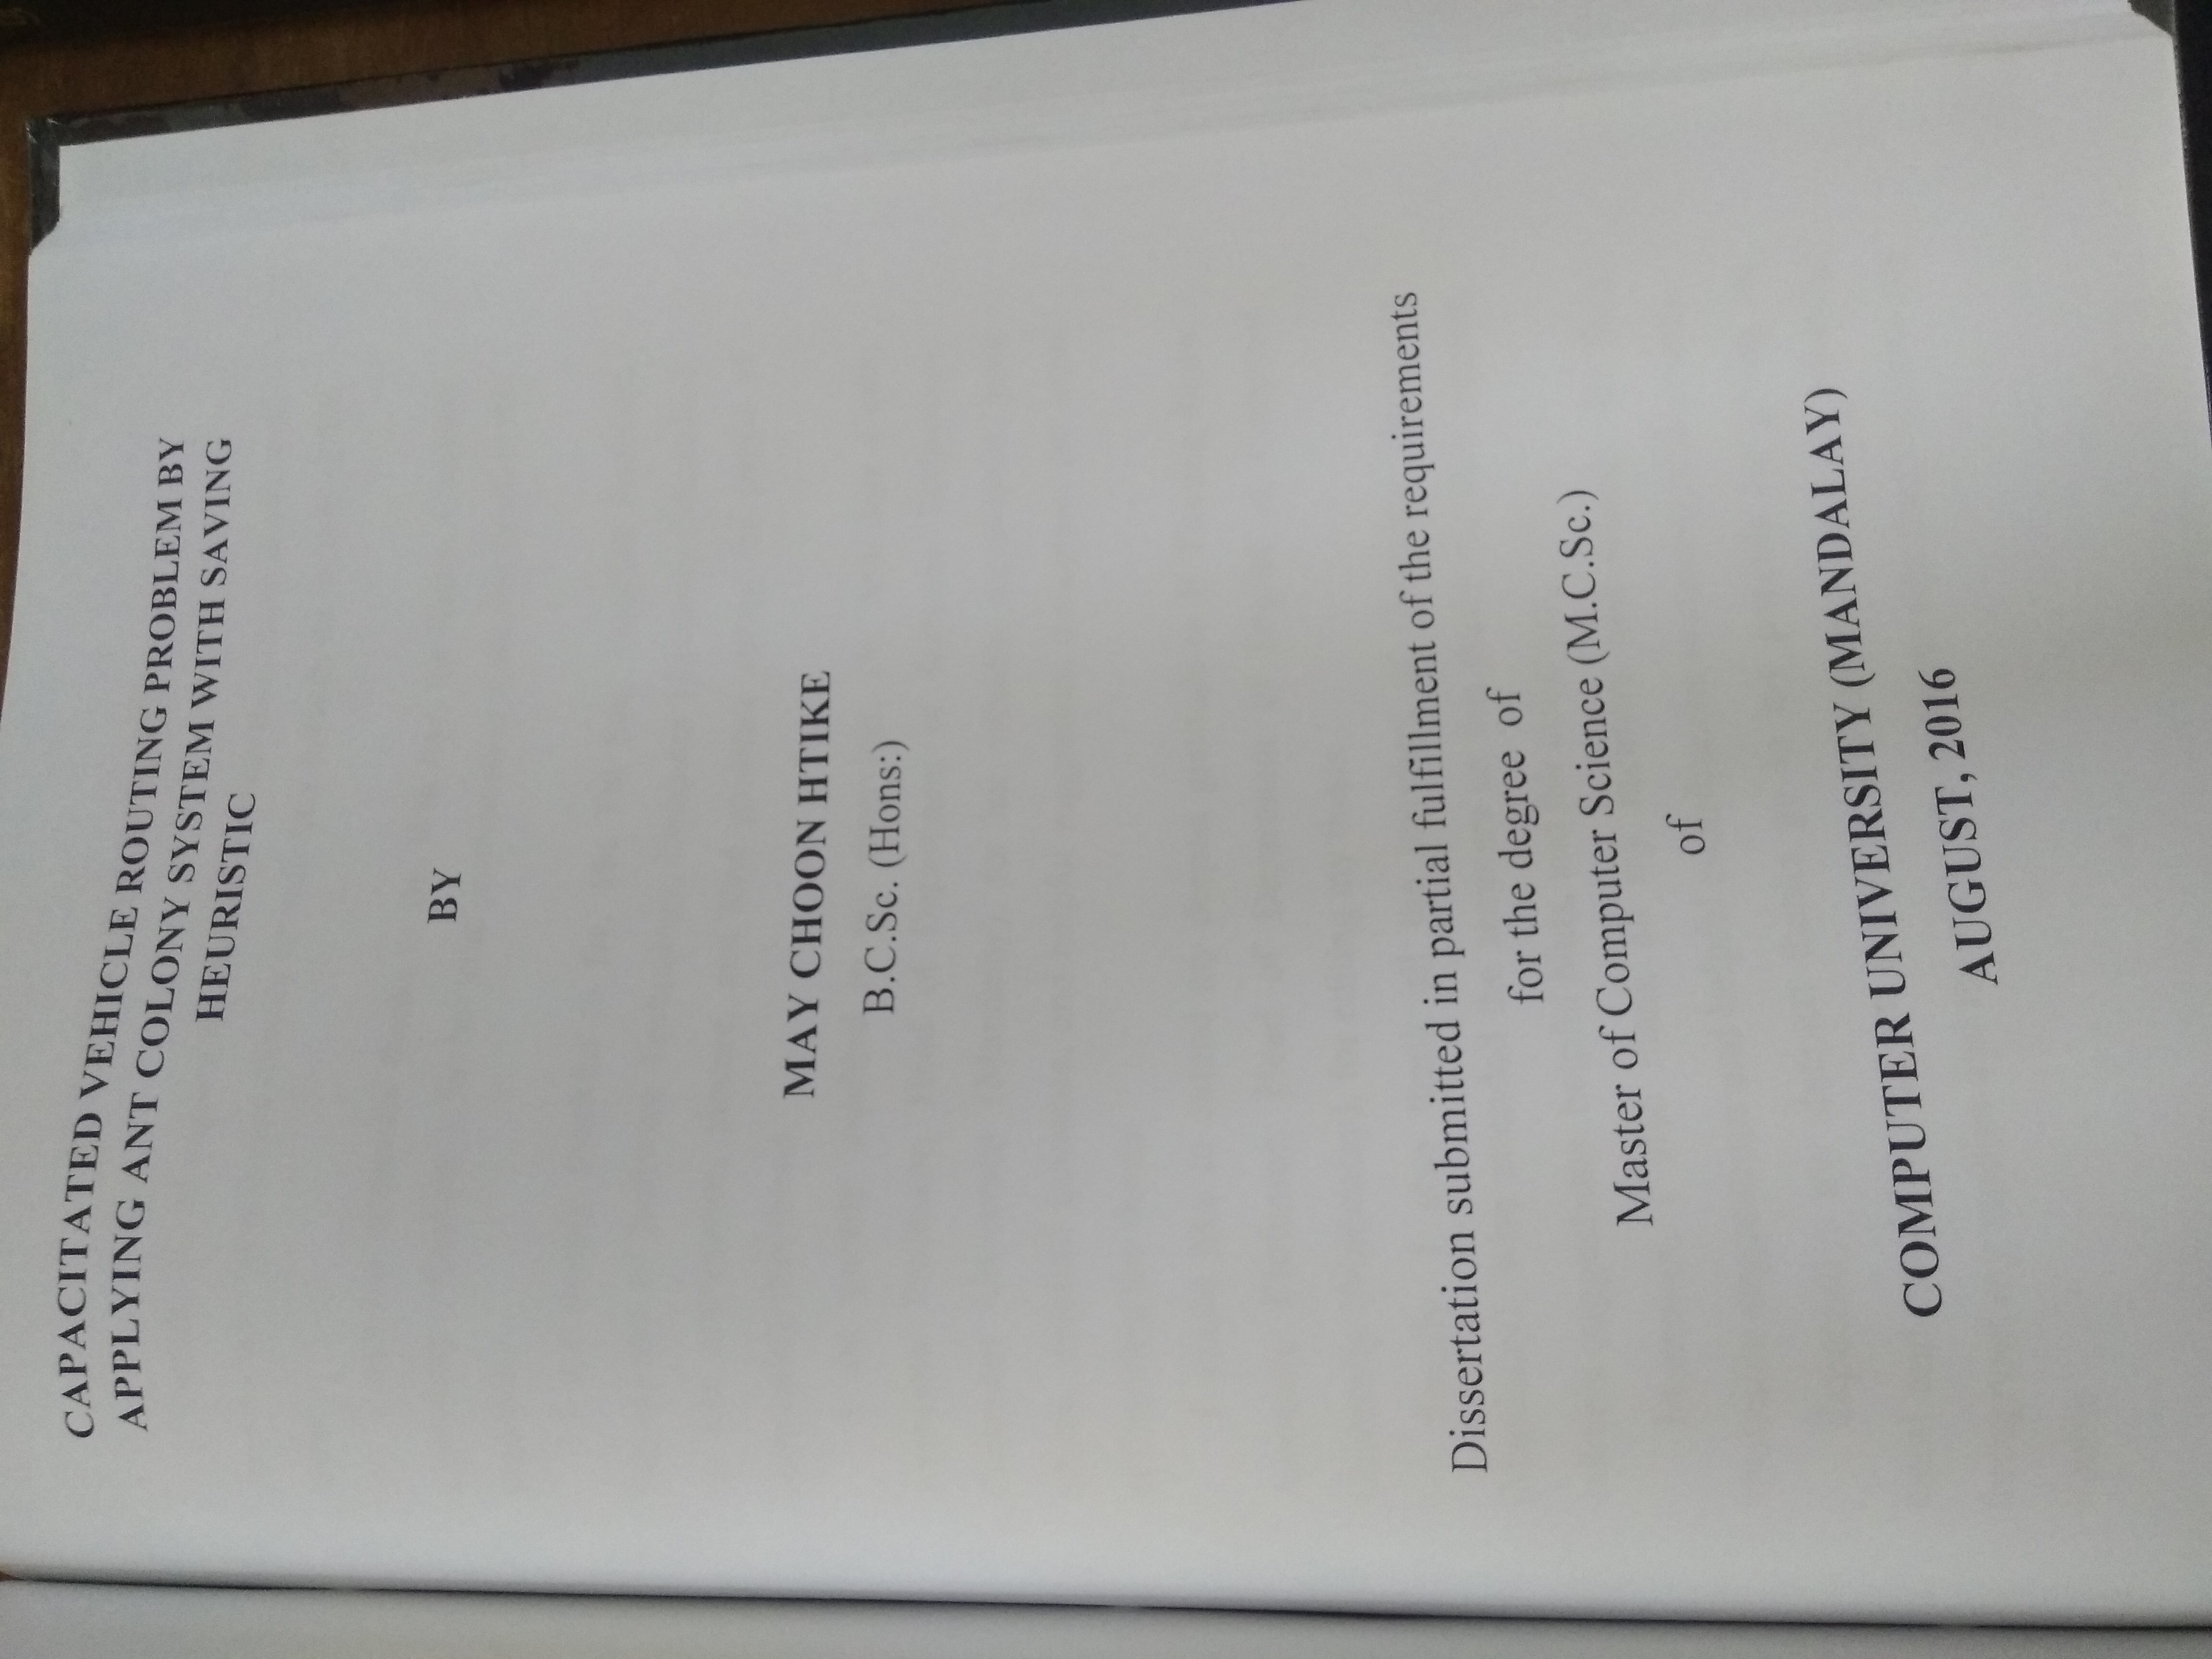 CAPACITATED VEHICLE ROUTING PROBLEM BY
APPLYING ANT COLONY SYSTEM WITH SAVING
HEURISTIC
BY
MAY CHOON HTIKE
B.C.Sc. (Hons:)
Dissertation submitted in partial fulfillment of the requirements
for the degree of
Master of Computer Science (M.C.Sc.)
of
COMPUTER UNIVERSITY (MANDALAY)
AUGUST, 2016